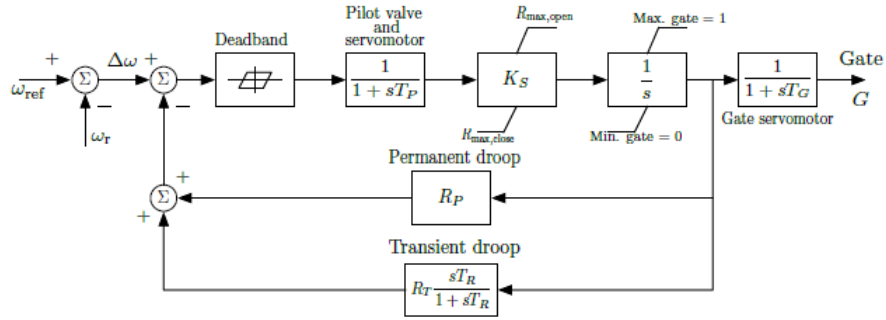 Pilot valve
and
servomotor
Deadband
R_max,open
Max. gate = 1
Gate
G
+
Σ
Δω
+
Σ
1
1 + sT_P
K_S
1
s
1
1 + sT_G
ω_ref
−
ω_r
−
R_max,close
Min. gate = 0
Gate servomotor
Permanent droop
+
Σ
+
R_P
Transient droop
R_T sT_R
1 + sT_R